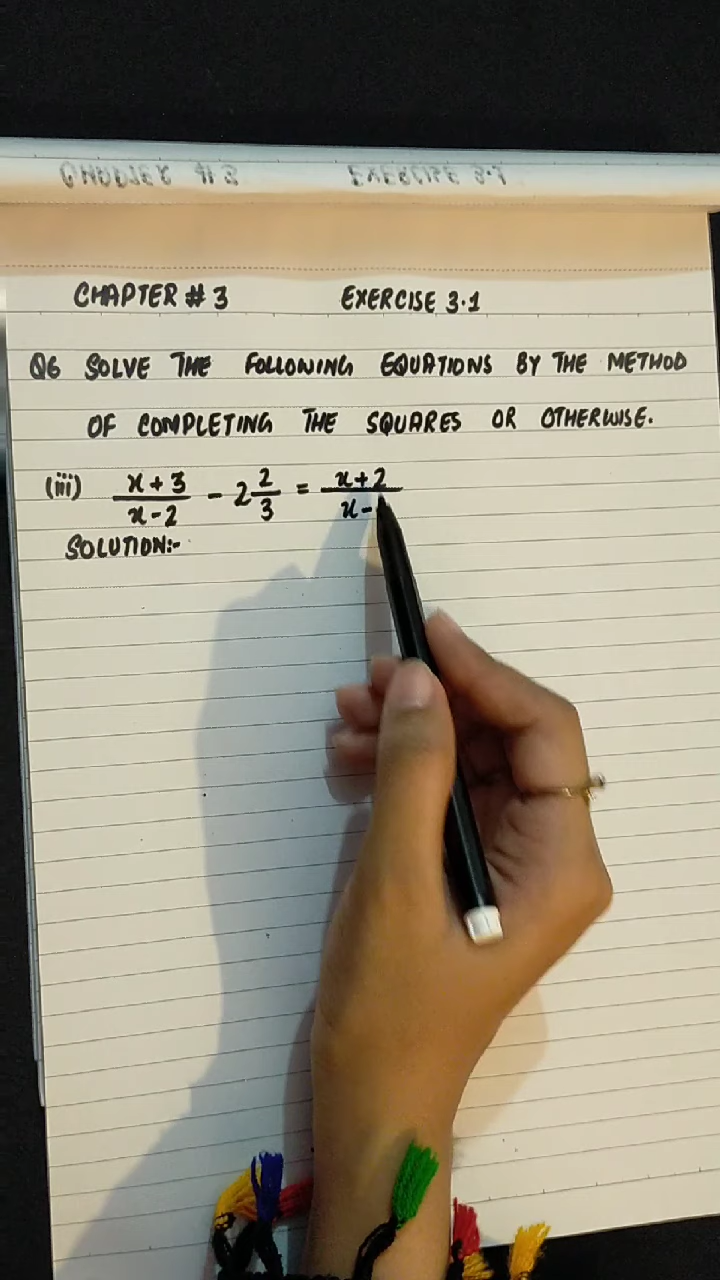 CHAPTER # 3 EXERCISE 3.1
Q6 SOLVE THE FOLLOWING EQUATIONS BY THE METHOD
OF COMPLETING THE SQUARES OR OTHERWISE.
(iii) x + 3 / x - 2 - 2 2/3 = x + 2 / x -
SOLUTION:-